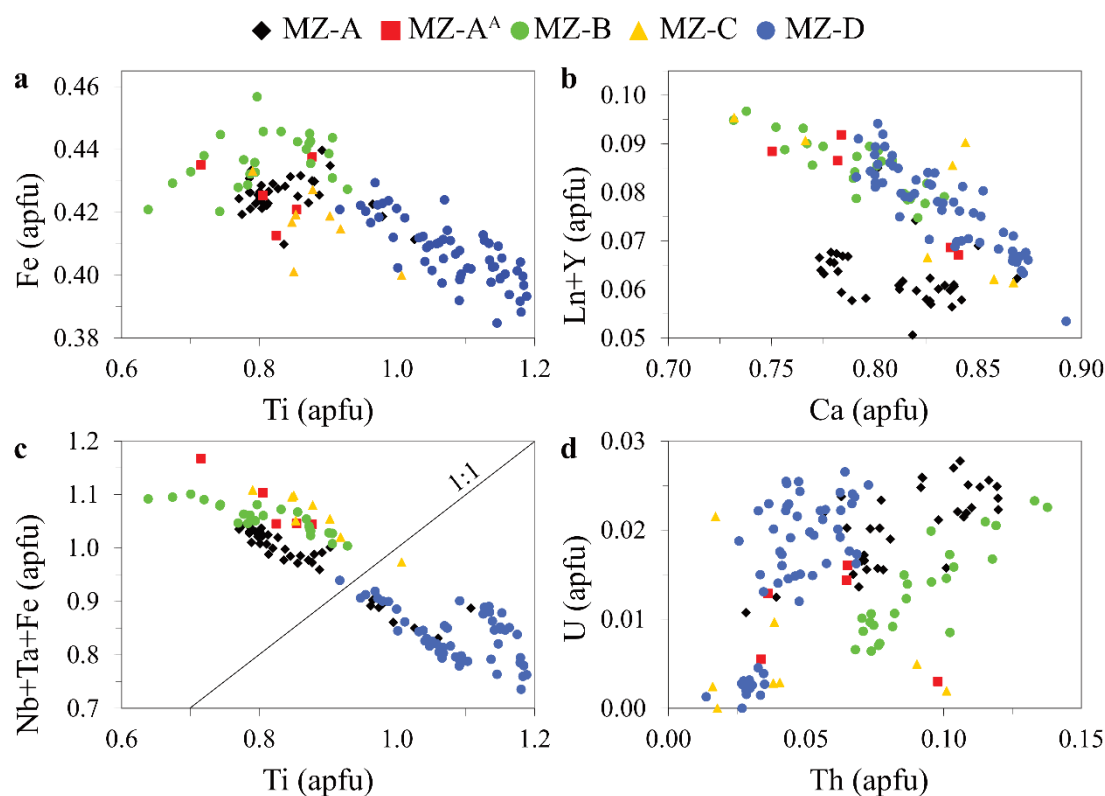 MZ-A MZ-Aᴬ MZ-B MZ-C MZ-D
a
0.46
0.44
0.42
0.40
0.38
Fe (apfu)
0.6 0.8 1.0 1.2
Ti (apfu)
b
0.10
0.09
0.08
0.07
0.06
0.05
Ln+Y (apfu)
0.70 0.75 0.80 0.85 0.90
Ca (apfu)
c
1.2
1.1
1.0
0.9
0.8
0.7
Nb+Ta+Fe (apfu)
1:1
0.6 0.8 1.0 1.2
Ti (apfu)
d
0.03
0.02
0.01
0.00
U (apfu)
0.00 0.05 0.10 0.15
Th (apfu)